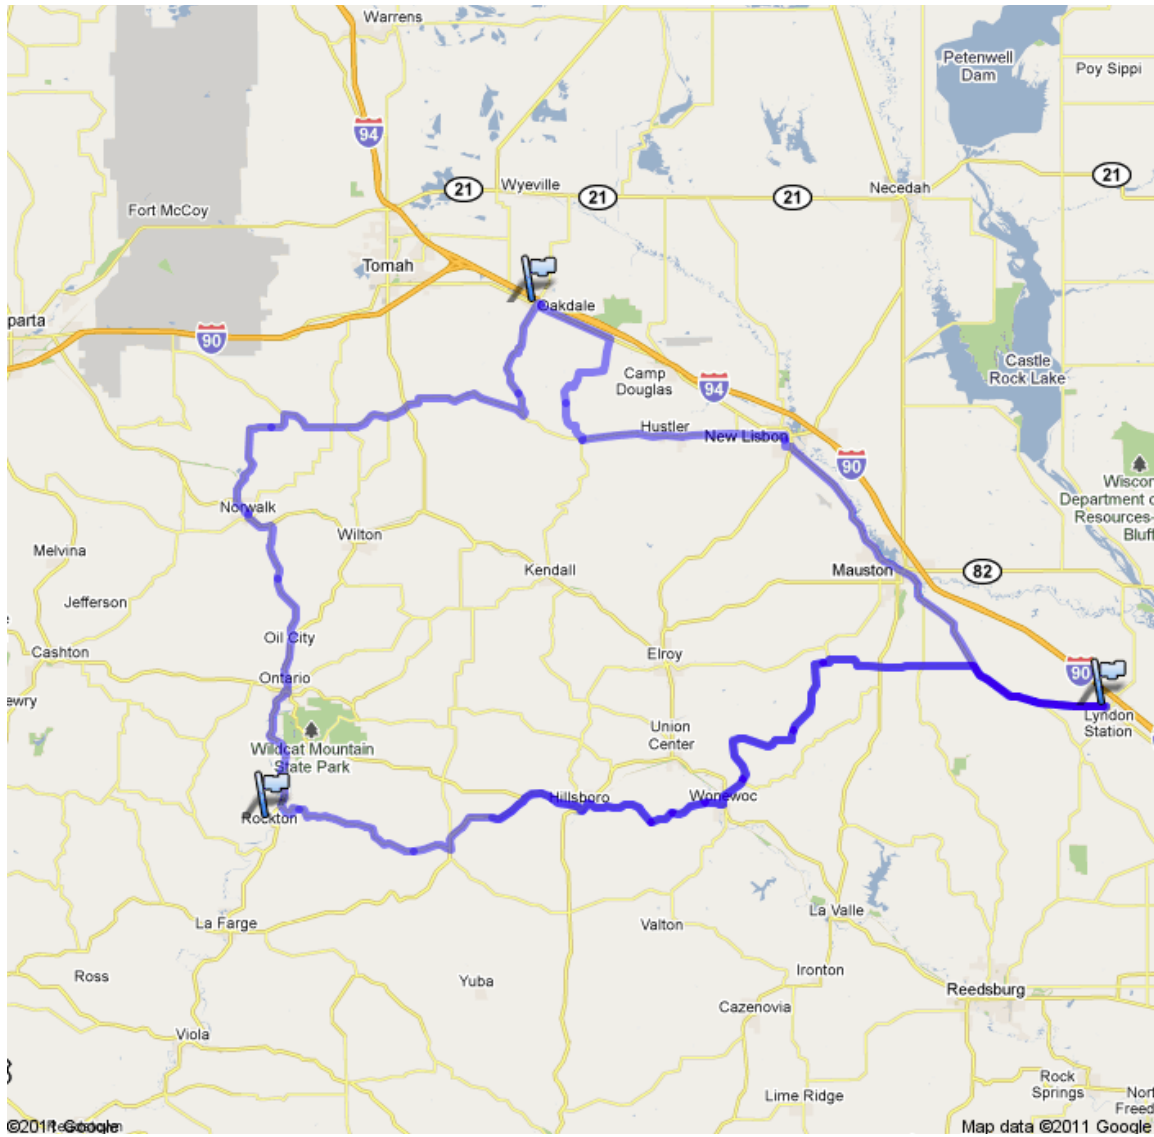 Warrens
Petenwell
Dam
Poy Sippi
94
21
Wyeville
21
21
Necedah
21
Fort McCoy
Tomah
Oakdale
parta
90
Castle
Rock Lake
Camp
Douglas
94
Hustler
New Lisbon
90
Norwalk
Wiscon
Department o
Resources-
Bluff
Wilton
Melvina
Kendall
Mauston
82
Jefferson
Oil City
Cashton
Elroy
Ontario
90
ewry
Lyndon
Station
Union
Center
Wildcat Mountain
State Park
Hillsboro
Wonewoc
Rockton
La Farge
La Valle
Valton
Ross
Yuba
Ironton
Reedsburg
Cazenovia
Viola
Rock
Springs
Lime Ridge
Nort
Freed
©2011 Google
Map data ©2011 Google